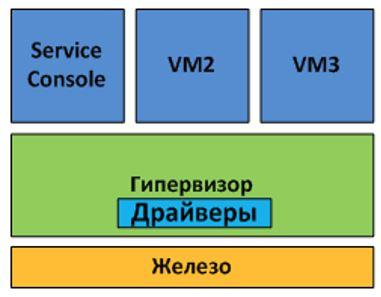 Service
Console
VM2
VM3
Гипервизор
Драйверы
Железо